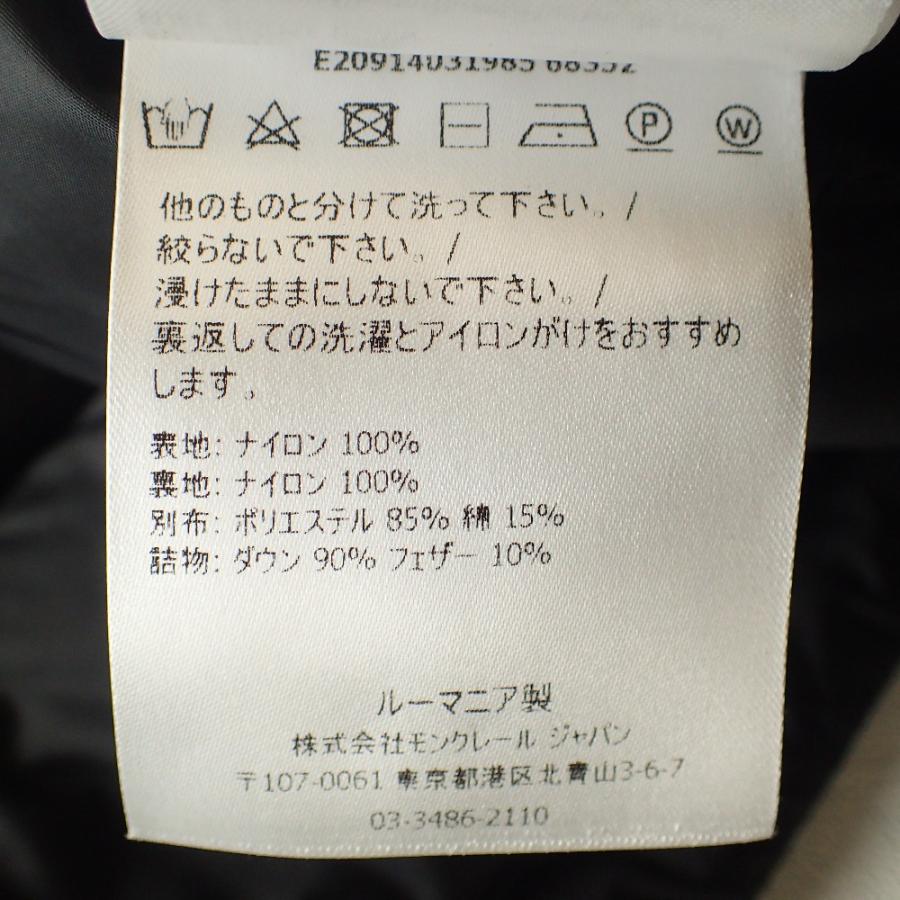 E20914031985 68352
P
W
他のものと分けて洗って下さい。/
絞らないで下さい。/
浸けたままにしないで下さい。/
裏返しての洗濯とアイロンがけをおすすめ
します。
表地: ナイロン 100%
裏地: ナイロン 100%
別布: ポリエステル 85% 綿 15%
詰物: ダウン 90% フェザー 10%
ルーマニア製
株式会社モンクレール ジャパン
〒107-0061 東京都港区北青山3-6-7
03-3486-2110